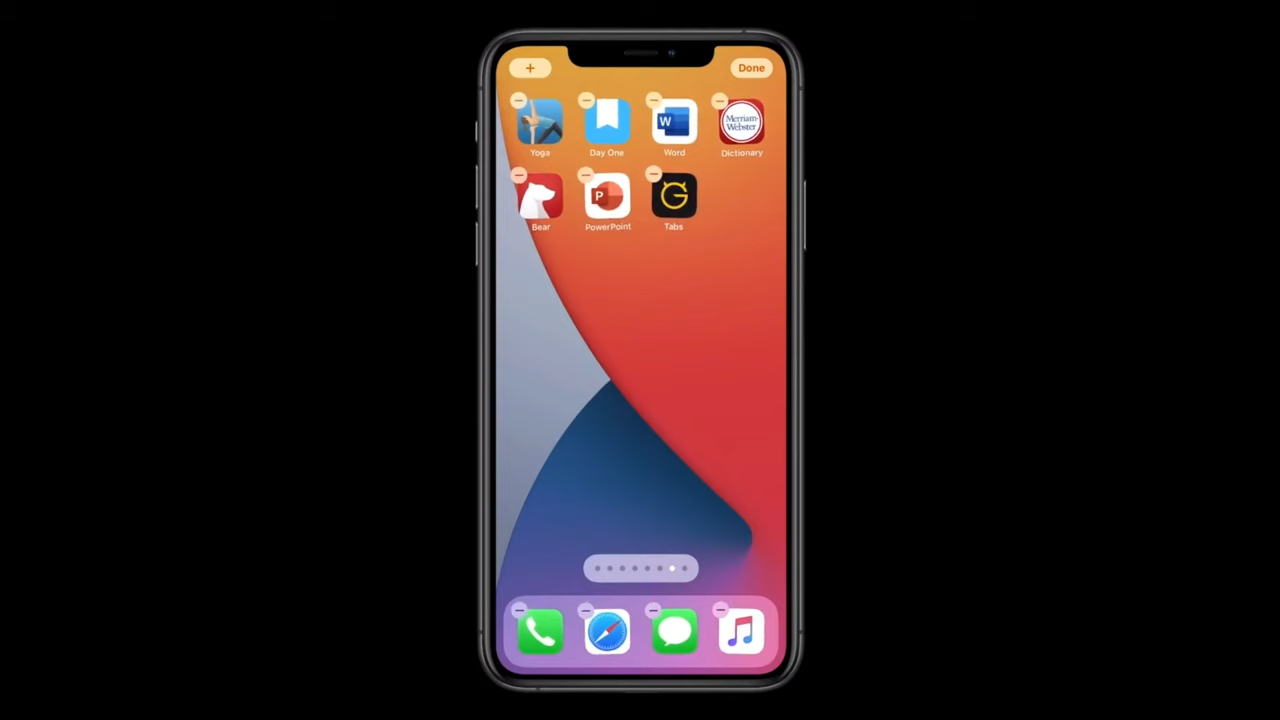 + Done
Yoga Day One Word Dictionary
W
Merriam-
Webster
P
G
Bear PowerPoint Tabs